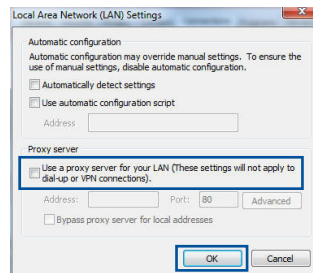 Local Area Network (LAN) Settings
Automatic configuration
Automatic configuration may override manual settings. To ensure the
use of manual settings, disable automatic configuration.
Automatically detect settings
Use automatic configuration script
Address
Proxy server
Use a proxy server for your LAN (These settings will not apply to
dial-up or VPN connections).
Address: Port: 80 Advanced
Bypass proxy server for local addresses
OK Cancel